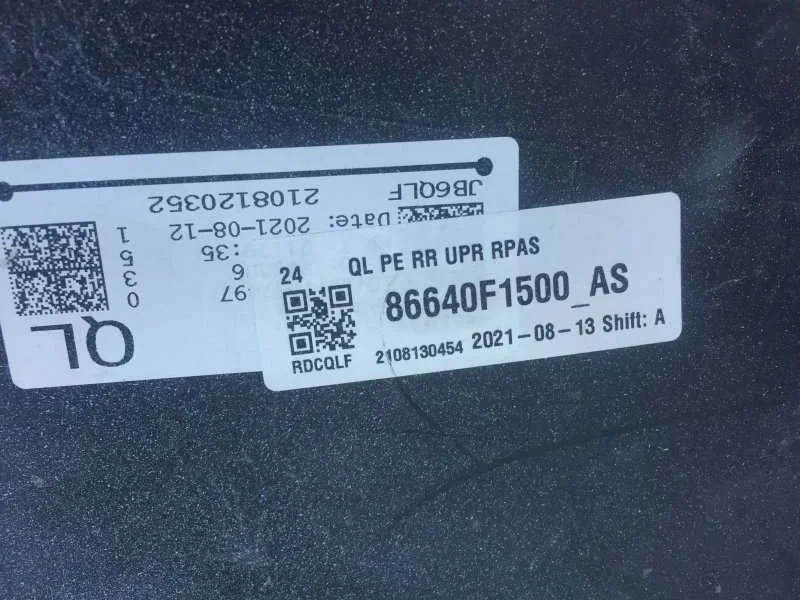 24 QL PE RR UPR RPAS
86640F1500_AS
RDCQLF 2108130454 2021-08-13 Shift: A
JB6QLF 2108120352
Date: 2021-08-12 1
:35 5
97 6 3
0
QL